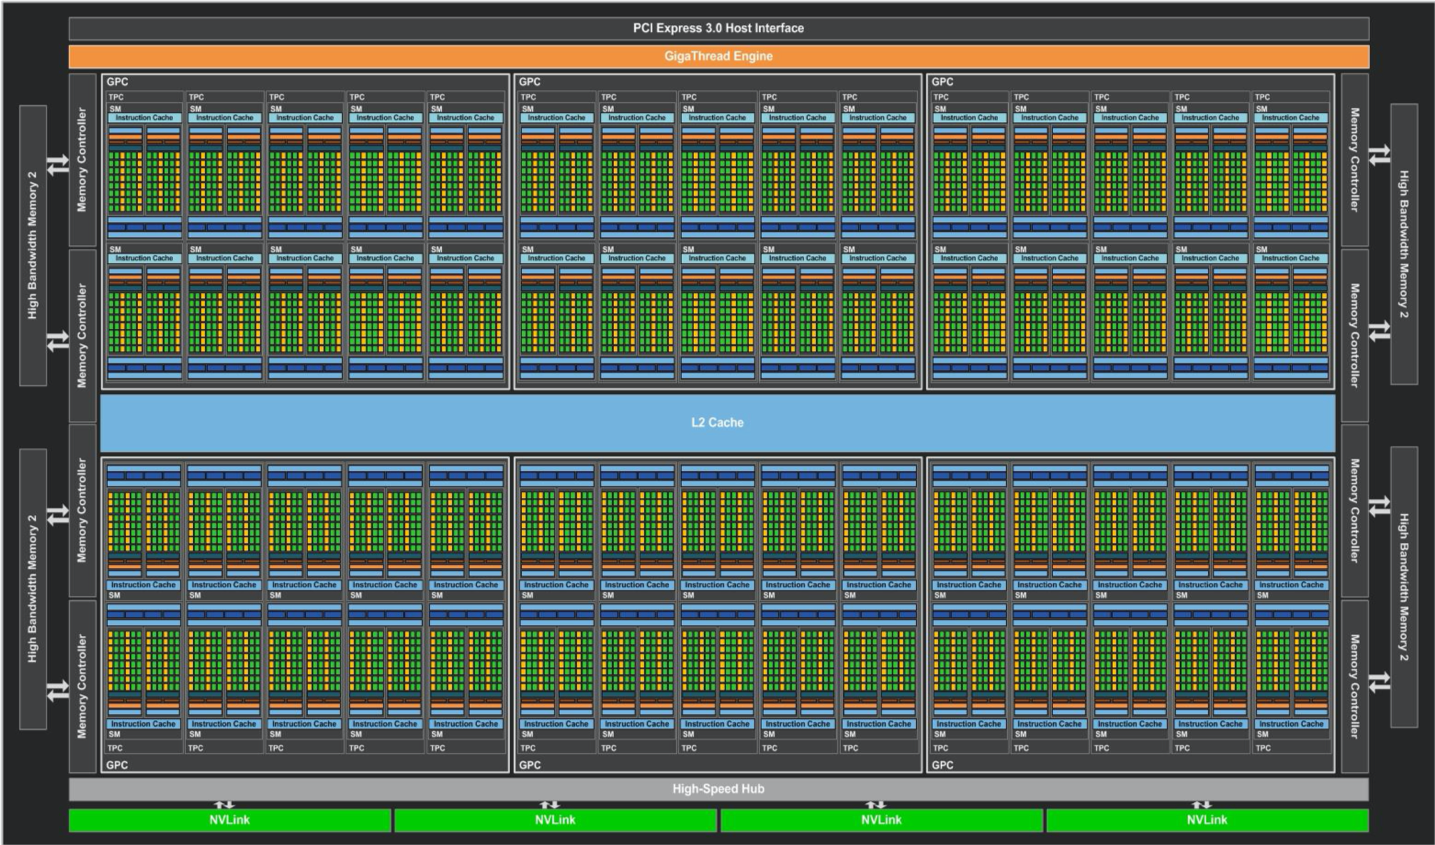 PCI Express 3.0 Host Interface
GigaThread Engine
GPC GPC GPC
TPC TPC TPC TPC TPC TPC TPC TPC TPC TPC TPC TPC TPC TPC TPC
SM SM SM SM SM SM SM SM SM SM SM SM SM SM SM
Instruction Cache Instruction Cache Instruction Cache Instruction Cache Instruction Cache Instruction Cache Instruction Cache Instruction Cache Instruction Cache Instruction Cache Instruction Cache Instruction Cache Instruction Cache Instruction Cache Instruction Cache
High Bandwidth Memory 2
Memory Controller
Memory Controller
High Bandwidth Memory 2
SM SM SM SM SM SM SM SM SM SM SM SM SM SM SM
Instruction Cache Instruction Cache Instruction Cache Instruction Cache Instruction Cache Instruction Cache Instruction Cache Instruction Cache Instruction Cache Instruction Cache Instruction Cache Instruction Cache Instruction Cache Instruction Cache Instruction Cache
Memory Controller
Memory Controller
L2 Cache
High Bandwidth Memory 2
Memory Controller
Memory Controller
High Bandwidth Memory 2
Instruction Cache Instruction Cache Instruction Cache Instruction Cache Instruction Cache Instruction Cache Instruction Cache Instruction Cache Instruction Cache Instruction Cache Instruction Cache Instruction Cache Instruction Cache Instruction Cache Instruction Cache
SM SM SM SM SM SM SM SM SM SM SM SM SM SM SM
Memory Controller
Memory Controller
Instruction Cache Instruction Cache Instruction Cache Instruction Cache Instruction Cache Instruction Cache Instruction Cache Instruction Cache Instruction Cache Instruction Cache Instruction Cache Instruction Cache Instruction Cache Instruction Cache Instruction Cache
SM SM SM SM SM SM SM SM SM SM SM SM SM SM SM
TPC TPC TPC TPC TPC TPC TPC TPC TPC TPC TPC TPC TPC TPC TPC
GPC GPC GPC
High-Speed Hub
NVLink NVLink NVLink NVLink